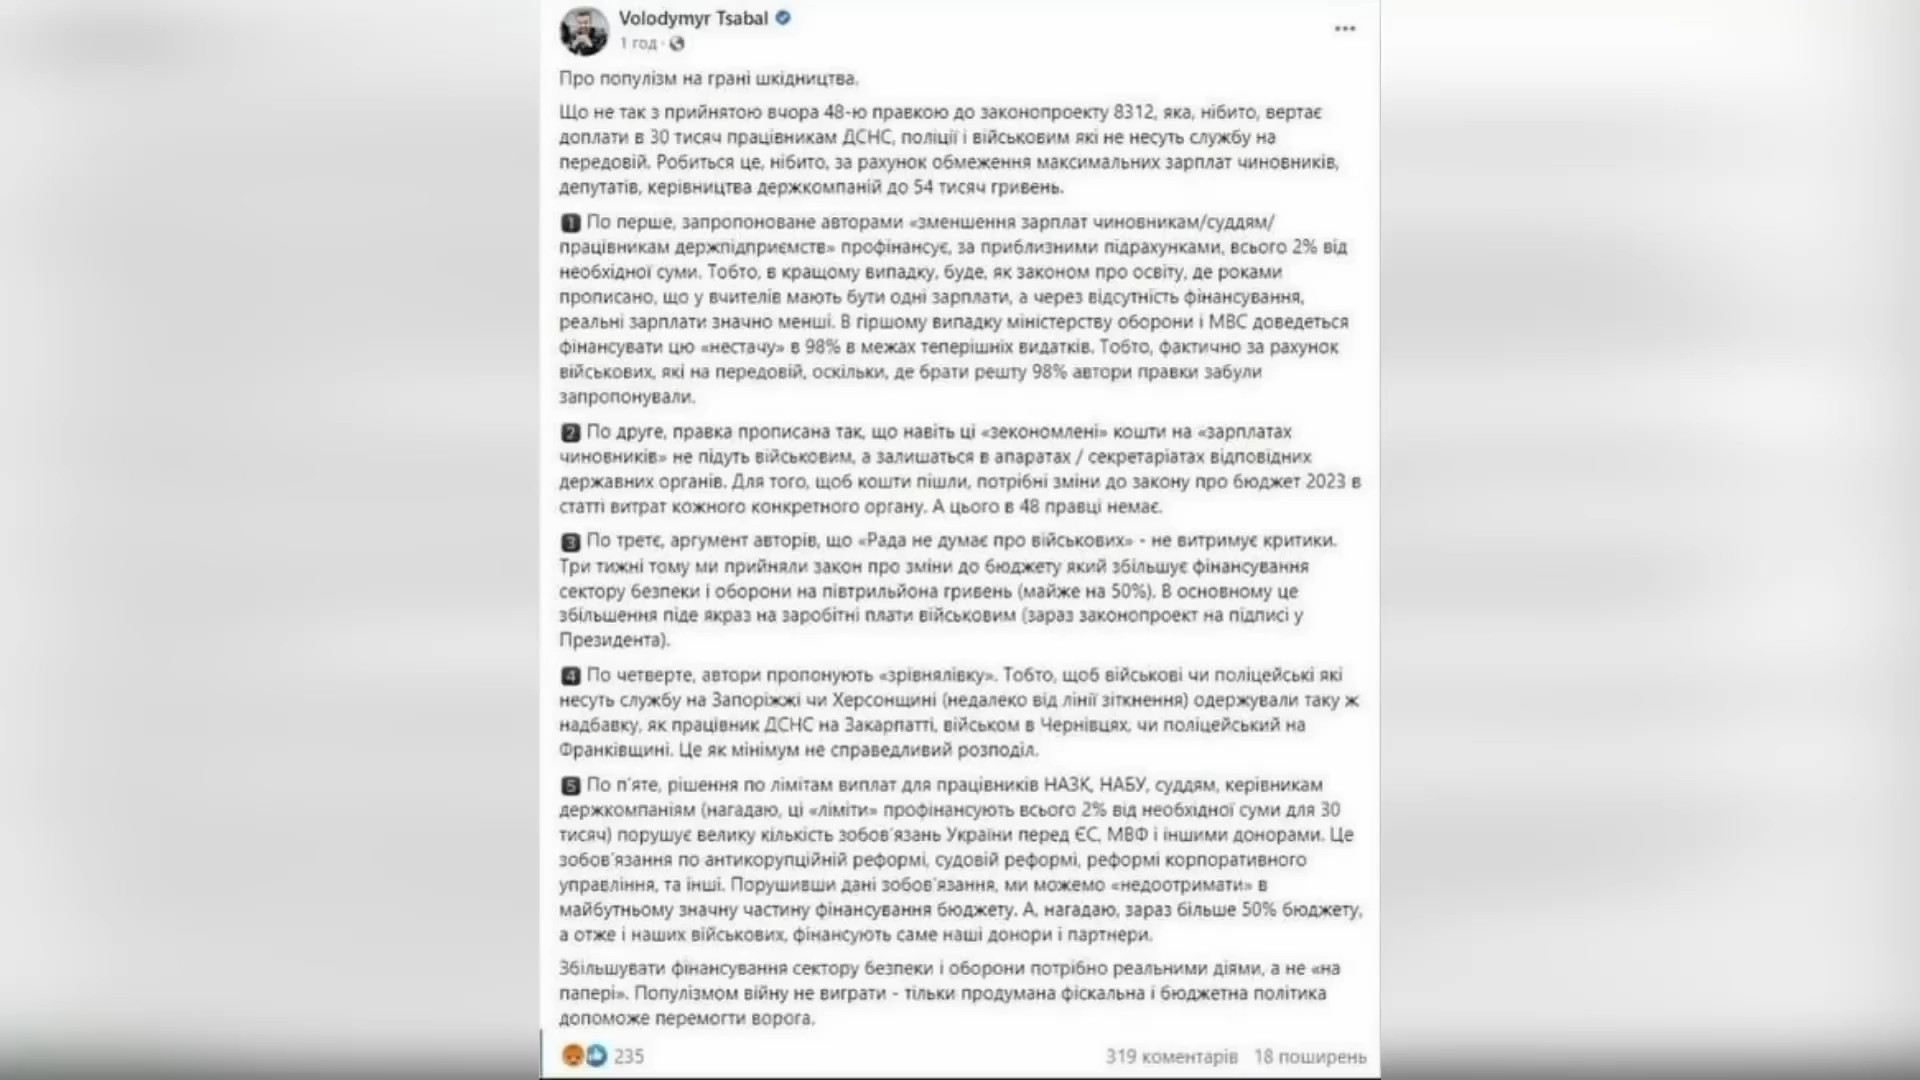 Volodymyr Tsabal
1 год ·
Про популізм на грані шкідництва.
Що не так з прийнятою вчора 48-ю правкою до законопроекту 8312, яка, нібито, вертає
доплати в 30 тисяч працівникам ДСНС, поліції і військовим які не несуть службу на
передовій. Робиться це, нібито, за рахунок обмеження максимальних зарплат чиновників,
депутатів, керівництва держкомпаній до 54 тисяч гривень.
1 По перше, запропоноване авторами «зменшення зарплат чиновникам/суддям/
працівникам держпідприємств» профінансує, за приблизними підрахунками, всього 2% від
необхідної суми. Тобто, в кращому випадку, буде, як законом про освіту, де роками
прописано, що у вчителів мають бути одні зарплати, а через відсутність фінансування,
реальні зарплати значно менші. В гіршому випадку міністерству оборони і МВС доведеться
фінансувати цю «нестачу» в 98% в межах теперішніх видатків. Тобто, фактично за рахунок
військових, які на передовій, оскільки, де брати решту 98% автори правки забули
запропонували.
2 По друге, правка прописана так, що навіть ці «зекономлені» кошти на «зарплатах
чиновників» не підуть військовим, а залишаться в апаратах / секретаріатах відповідних
державних органів. Для того, щоб кошти пішли, потрібні зміни до закону про бюджет 2023 в
статті витрат кожного конкретного органу. А цього в 48 правці немає.
3 По третє, аргумент авторів, що «Рада не думає про військових» - не витримує критики.
Три тижні тому ми прийняли закон про зміни до бюджету який збільшує фінансування
сектору безпеки і оборони на півтрильйона гривень (майже на 50%). В основному це
збільшення піде якраз на заробітні плати військовим (зараз законопроект на підписі у
Президента).
4 По четверте, автори пропонують «зрівнялівку». Тобто, щоб військові чи поліцейські які
несуть службу на Запоріжжі чи Херсонщині (недалеко від лінії зіткнення) одержували таку ж
надбавку, як працівник ДСНС на Закарпатті, військом в Чернівцях, чи поліцейський на
Франківщині. Це як мінімум не справедливий розподіл.
5 По п'яте, рішення по лімітам виплат для працівників НАЗК, НАБУ, суддям, керівникам
держкомпаніям (нагадаю, ці «ліміти» профінансують всього 2% від необхідної суми для 30
тисяч) порушує велику кількість зобов'язань України перед ЄС, МВФ і іншими донорами. Це
зобов'язання по антикорупційній реформі, судовій реформі, реформі корпоративного
управління, та інші. Порушивши дані зобов'язання, ми можемо «недоотримати» в
майбутньому значну частину фінансування бюджету. А, нагадаю, зараз більше 50% бюджету,
а отже і наших військових, фінансують саме наші донори і партнери.
Збільшувати фінансування сектору безпеки і оборони потрібно реальними діями, а не «на
папері». Популізмом війну не виграти - тільки продумана фіскальна і бюджетна політика
допоможе перемогти ворога.
235 319 коментарів 18 поширень